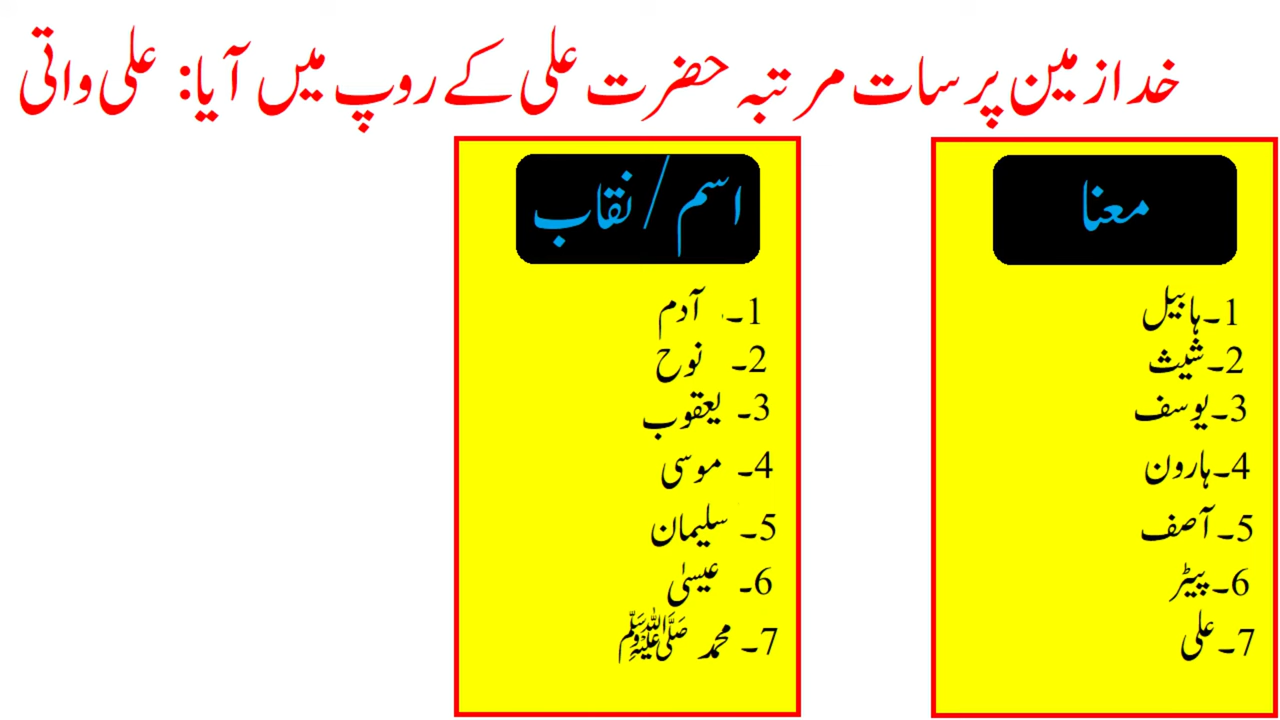 خدا زمین پر سات مرتبہ حضرت علی کے روپ میں آیا: علی واتی
معنا
1۔ہابیل
2۔شیث
3۔یوسف
4۔ہارون
5۔آصف
6۔پیٹر
7۔علی
اسم/نقاب
1۔ آدم
2۔ نوح
3۔ یعقوب
4۔ موسی
5۔ سلیمان
6۔ عیسیٰ
7۔ محمد ﷺ